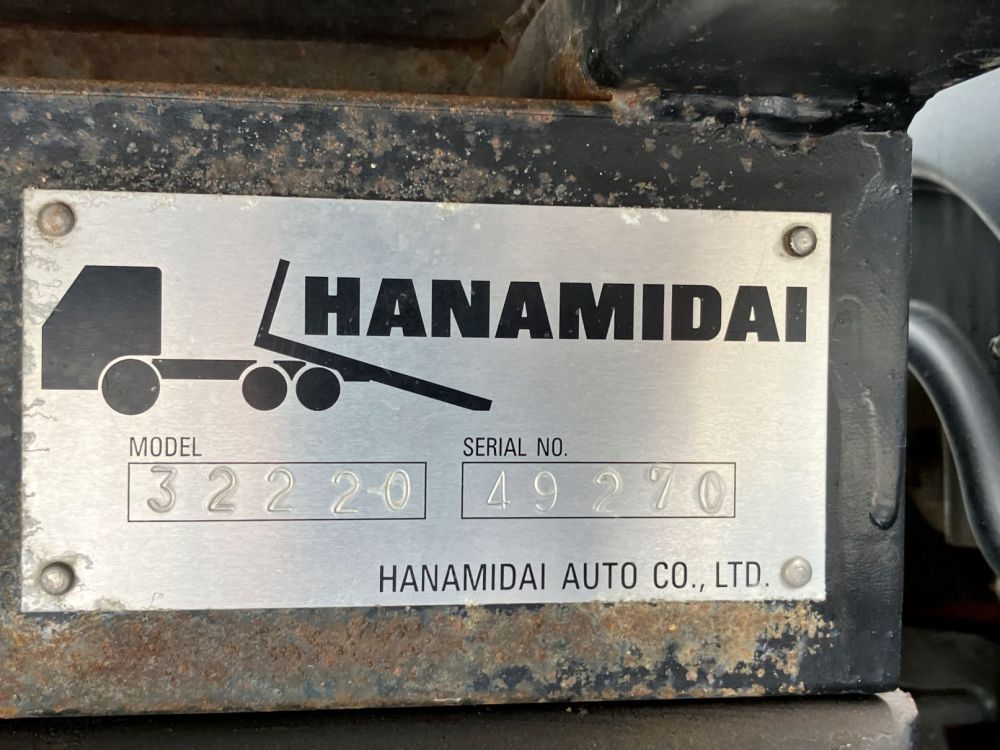 HANAMIDAI
MODEL SERIAL NO.
32220 49270
HANAMIDAI AUTO CO., LTD.